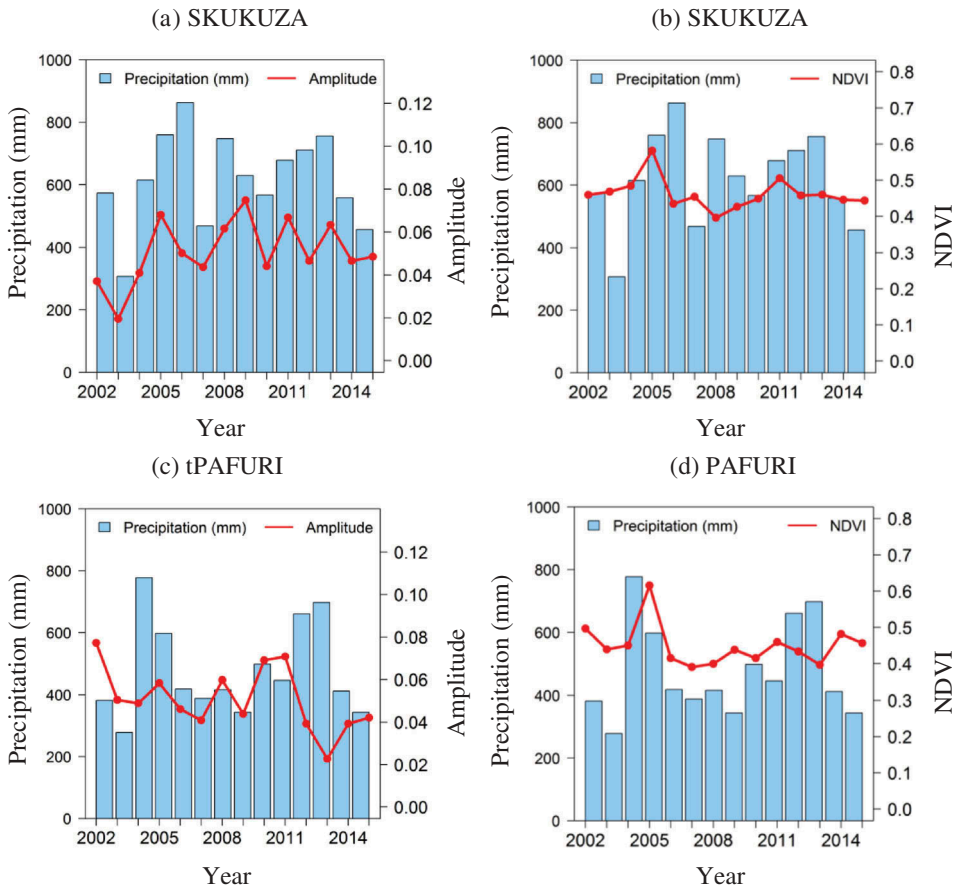 (a) SKUKUZA
Precipitation (mm) Amplitude
1000
800
600
400
200
0
Precipitation (mm)
0.12
0.10
0.08
0.06
0.04
0.02
0.00
Amplitude
2002 2005 2008 2011 2014
Year
(b) SKUKUZA
Precipitation (mm) NDVI
1000
800
600
400
200
0
Precipitation (mm)
0.8
0.7
0.6
0.5
0.4
0.3
0.2
0.1
0.0
NDVI
2002 2005 2008 2011 2014
Year
(c) tPAFURI
Precipitation (mm) Amplitude
1000
800
600
400
200
0
Precipitation (mm)
0.12
0.10
0.08
0.06
0.04
0.02
0.00
Amplitude
2002 2005 2008 2011 2014
Year
(d) PAFURI
Precipitation (mm) NDVI
1000
800
600
400
200
0
Precipitation (mm)
0.8
0.7
0.6
0.5
0.4
0.3
0.2
0.1
0.0
NDVI
2002 2005 2008 2011 2014
Year